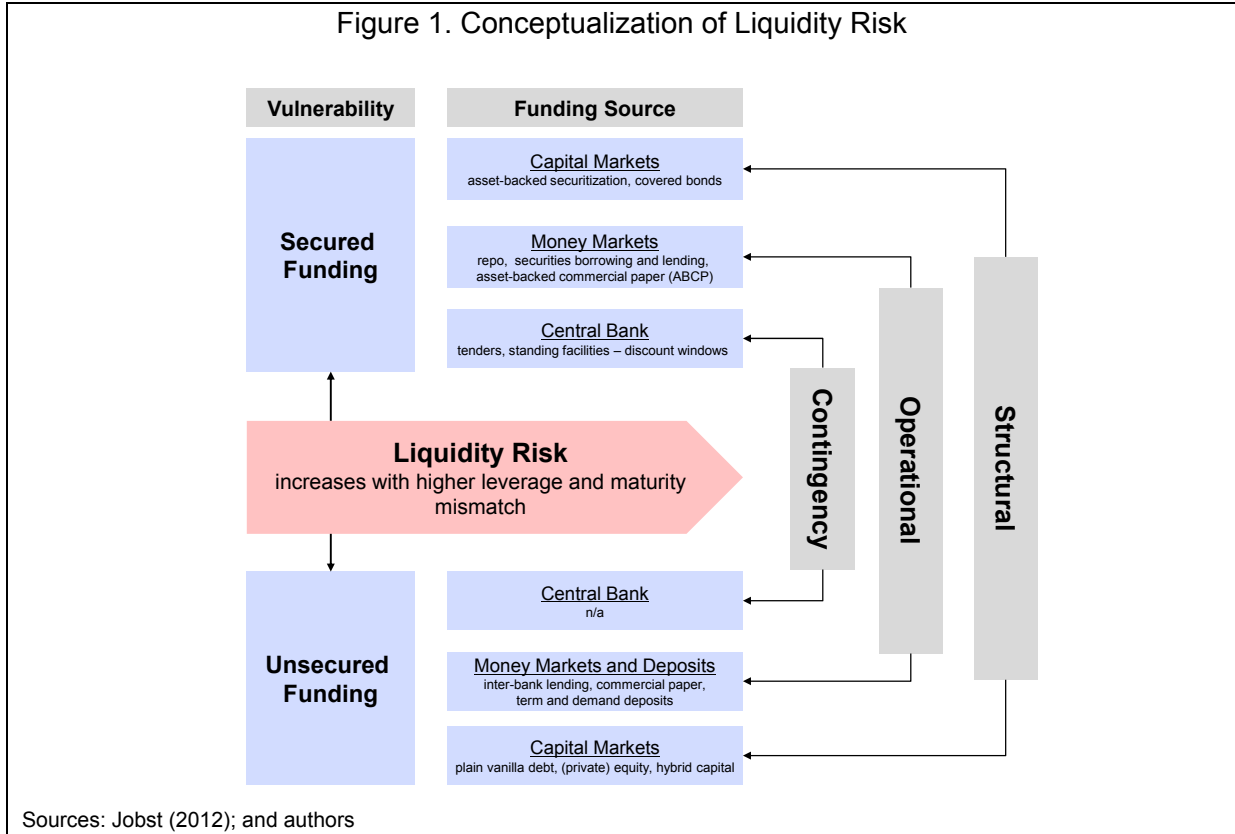 Figure 1. Conceptualization of Liquidity Risk
Vulnerability
Funding Source
Secured
Funding
Capital Markets
asset-backed securitization, covered bonds
Money Markets
repo, securities borrowing and lending,
asset-backed commercial paper (ABCP)
Central Bank
tenders, standing facilities – discount windows
Liquidity Risk
increases with higher leverage and maturity
mismatch
Contingency
Operational
Structural
Unsecured
Funding
Central Bank
n/a
Money Markets and Deposits
inter-bank lending, commercial paper,
term and demand deposits
Capital Markets
plain vanilla debt, (private) equity, hybrid capital
Sources: Jobst (2012); and authors